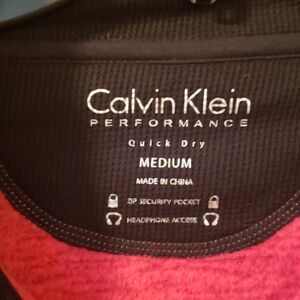 Calvin Klein
PERFORMANCE
Quick Dry
MEDIUM
MADE IN CHINA
ZIP SECURITY POCKET
HEADPHONE ACCESS